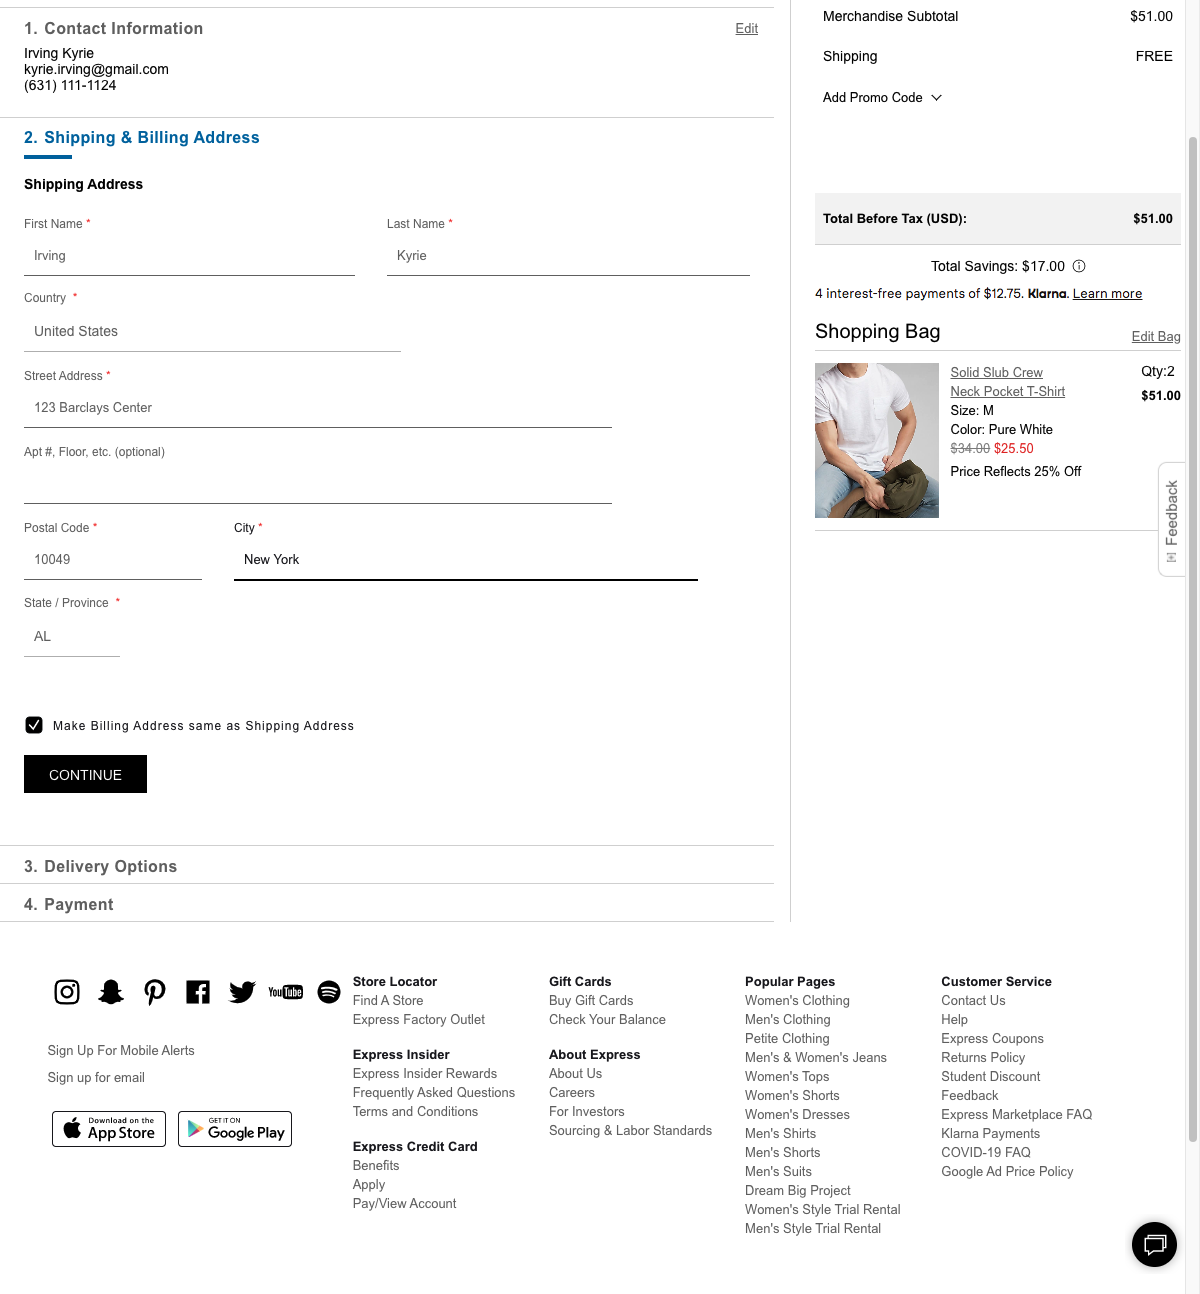 1. Contact Information
Edit
Irving Kyrie
kyrie.irving@gmail.com
(631) 111-1124
2. Shipping & Billing Address
Shipping Address
First Name *
Last Name *
Irving
Kyrie
Country *
United States
Street Address *
123 Barclays Center
Apt #, Floor, etc. (optional)
Postal Code *
City *
10049
New York
State / Province *
AL
Make Billing Address same as Shipping Address
CONTINUE
3. Delivery Options
4. Payment
Merchandise Subtotal
$51.00
Shipping
FREE
Add Promo Code
Total Before Tax (USD):
$51.00
Total Savings: $17.00
4 interest-free payments of $12.75. Klarna. Learn more
Shopping Bag
Edit Bag
Solid Slub Crew
Neck Pocket T-Shirt
Size: M
Color: Pure White
$34.00 $25.50
Price Reflects 25% Off
Qty:2
$51.00
[+] Feedback
You Tube
Sign Up For Mobile Alerts
Sign up for email
Download on the
App Store
GET IT ON
Google Play
Store Locator
Find A Store
Express Factory Outlet
Express Insider
Express Insider Rewards
Frequently Asked Questions
Terms and Conditions
Express Credit Card
Benefits
Apply
Pay/View Account
Gift Cards
Buy Gift Cards
Check Your Balance
About Express
About Us
Careers
For Investors
Sourcing & Labor Standards
Popular Pages
Women's Clothing
Men's Clothing
Petite Clothing
Men's & Women's Jeans
Women's Tops
Women's Shorts
Women's Dresses
Men's Shirts
Men's Shorts
Men's Suits
Dream Big Project
Women's Style Trial Rental
Men's Style Trial Rental
Customer Service
Contact Us
Help
Express Coupons
Returns Policy
Student Discount
Feedback
Express Marketplace FAQ
Klarna Payments
COVID-19 FAQ
Google Ad Price Policy